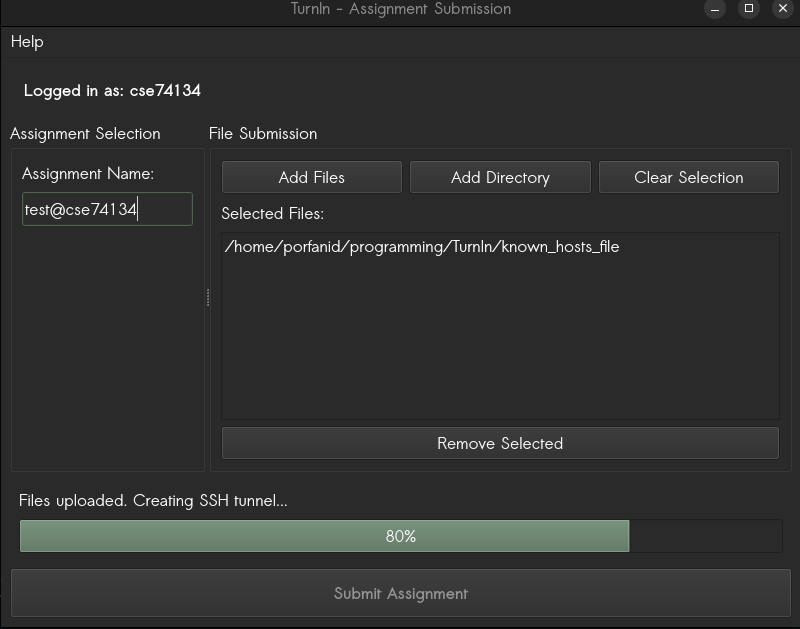 TurnIn - Assignment Submission
Help
Logged in as: cse74134
Assignment Selection
File Submission
Assignment Name:
test@cse74134
Add Files
Add Directory
Clear Selection
Selected Files:
/home/porfanid/programming/TurnIn/known_hosts_file
Remove Selected
Files uploaded. Creating SSH tunnel...
80%
Submit Assignment